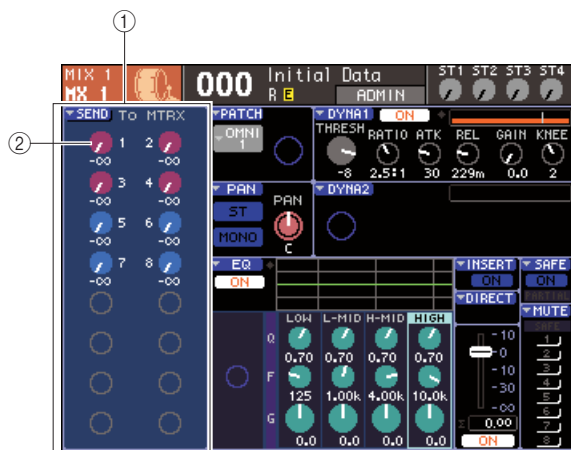 ①
MIX 1
MX 1
000 Initial Data
R E ADMIN
ST1 ST2 ST3 ST4
②
SEND To MTRX
1 2
-∞ -∞
3 4
-∞ -∞
5 6
-∞ -∞
7 8
-∞ -∞
PATCH
OMNI
1
DYNA1 ON
THRESH RATIO ATK REL GAIN KNEE
-8 2.5:1 30 229m 0.0 2
PAN
PAN
ST
MONO
C
DYNA2
EQ
ON
LOW L-MID H-MID HIGH
Q
0.70 0.70 0.70 0.70
F
125 1.00k 4.00k 10.0k
G
0.0 0.0 0.0 0.0
INSERT
ON
DIRECT
-10
-0
-10
-30
-∞
Σ 0.00
ON
SAFE
ON
PARTIAL
MUTE
SAFE
1
2
3
4
5
6
7
8